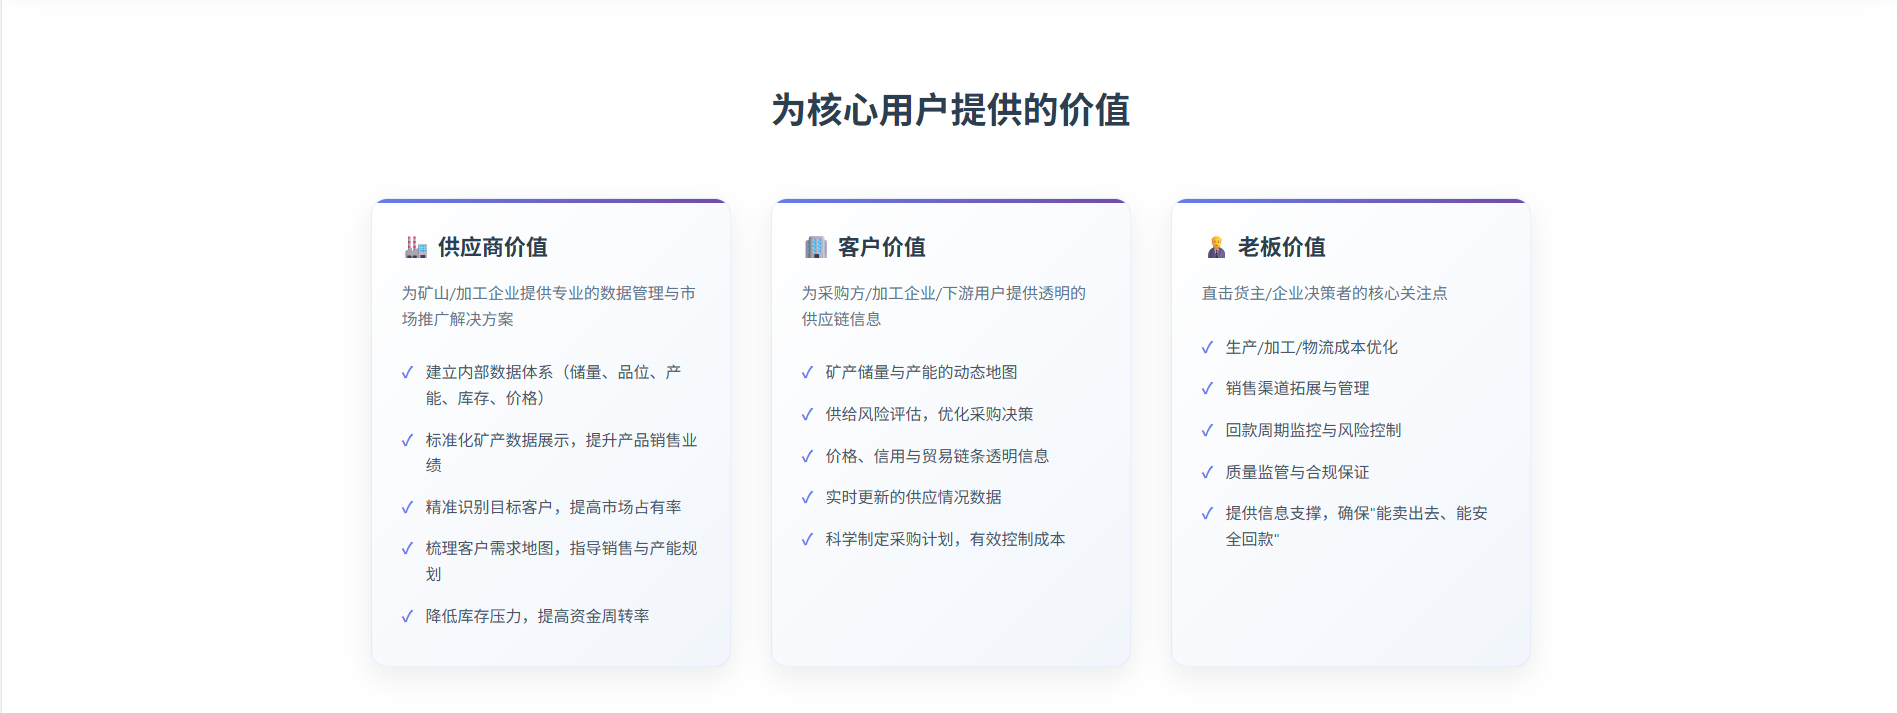 为核心用户提供的价值
供应商价值
为矿山/加工企业提供专业的数据管理与市
场推广解决方案
建立内部数据体系（储量、品位、产
能、库存、价格）
标准化矿产数据展示，提升产品销售业
绩
精准识别目标客户，提高市场占有率
梳理客户需求地图，指导销售与产能规
划
降低库存压力，提高资金周转率
客户价值
为采购方/加工企业/下游用户提供透明的
供应链信息
矿产储量与产能的动态地图
供给风险评估，优化采购决策
价格、信用与贸易链条透明信息
实时更新的供应情况数据
科学制定采购计划，有效控制成本
老板价值
直击货主/企业决策者的核心关注点
生产/加工/物流成本优化
销售渠道拓展与管理
回款周期监控与风险控制
质量监管与合规保证
提供信息支撑，确保"能卖出去、能安
全回款"